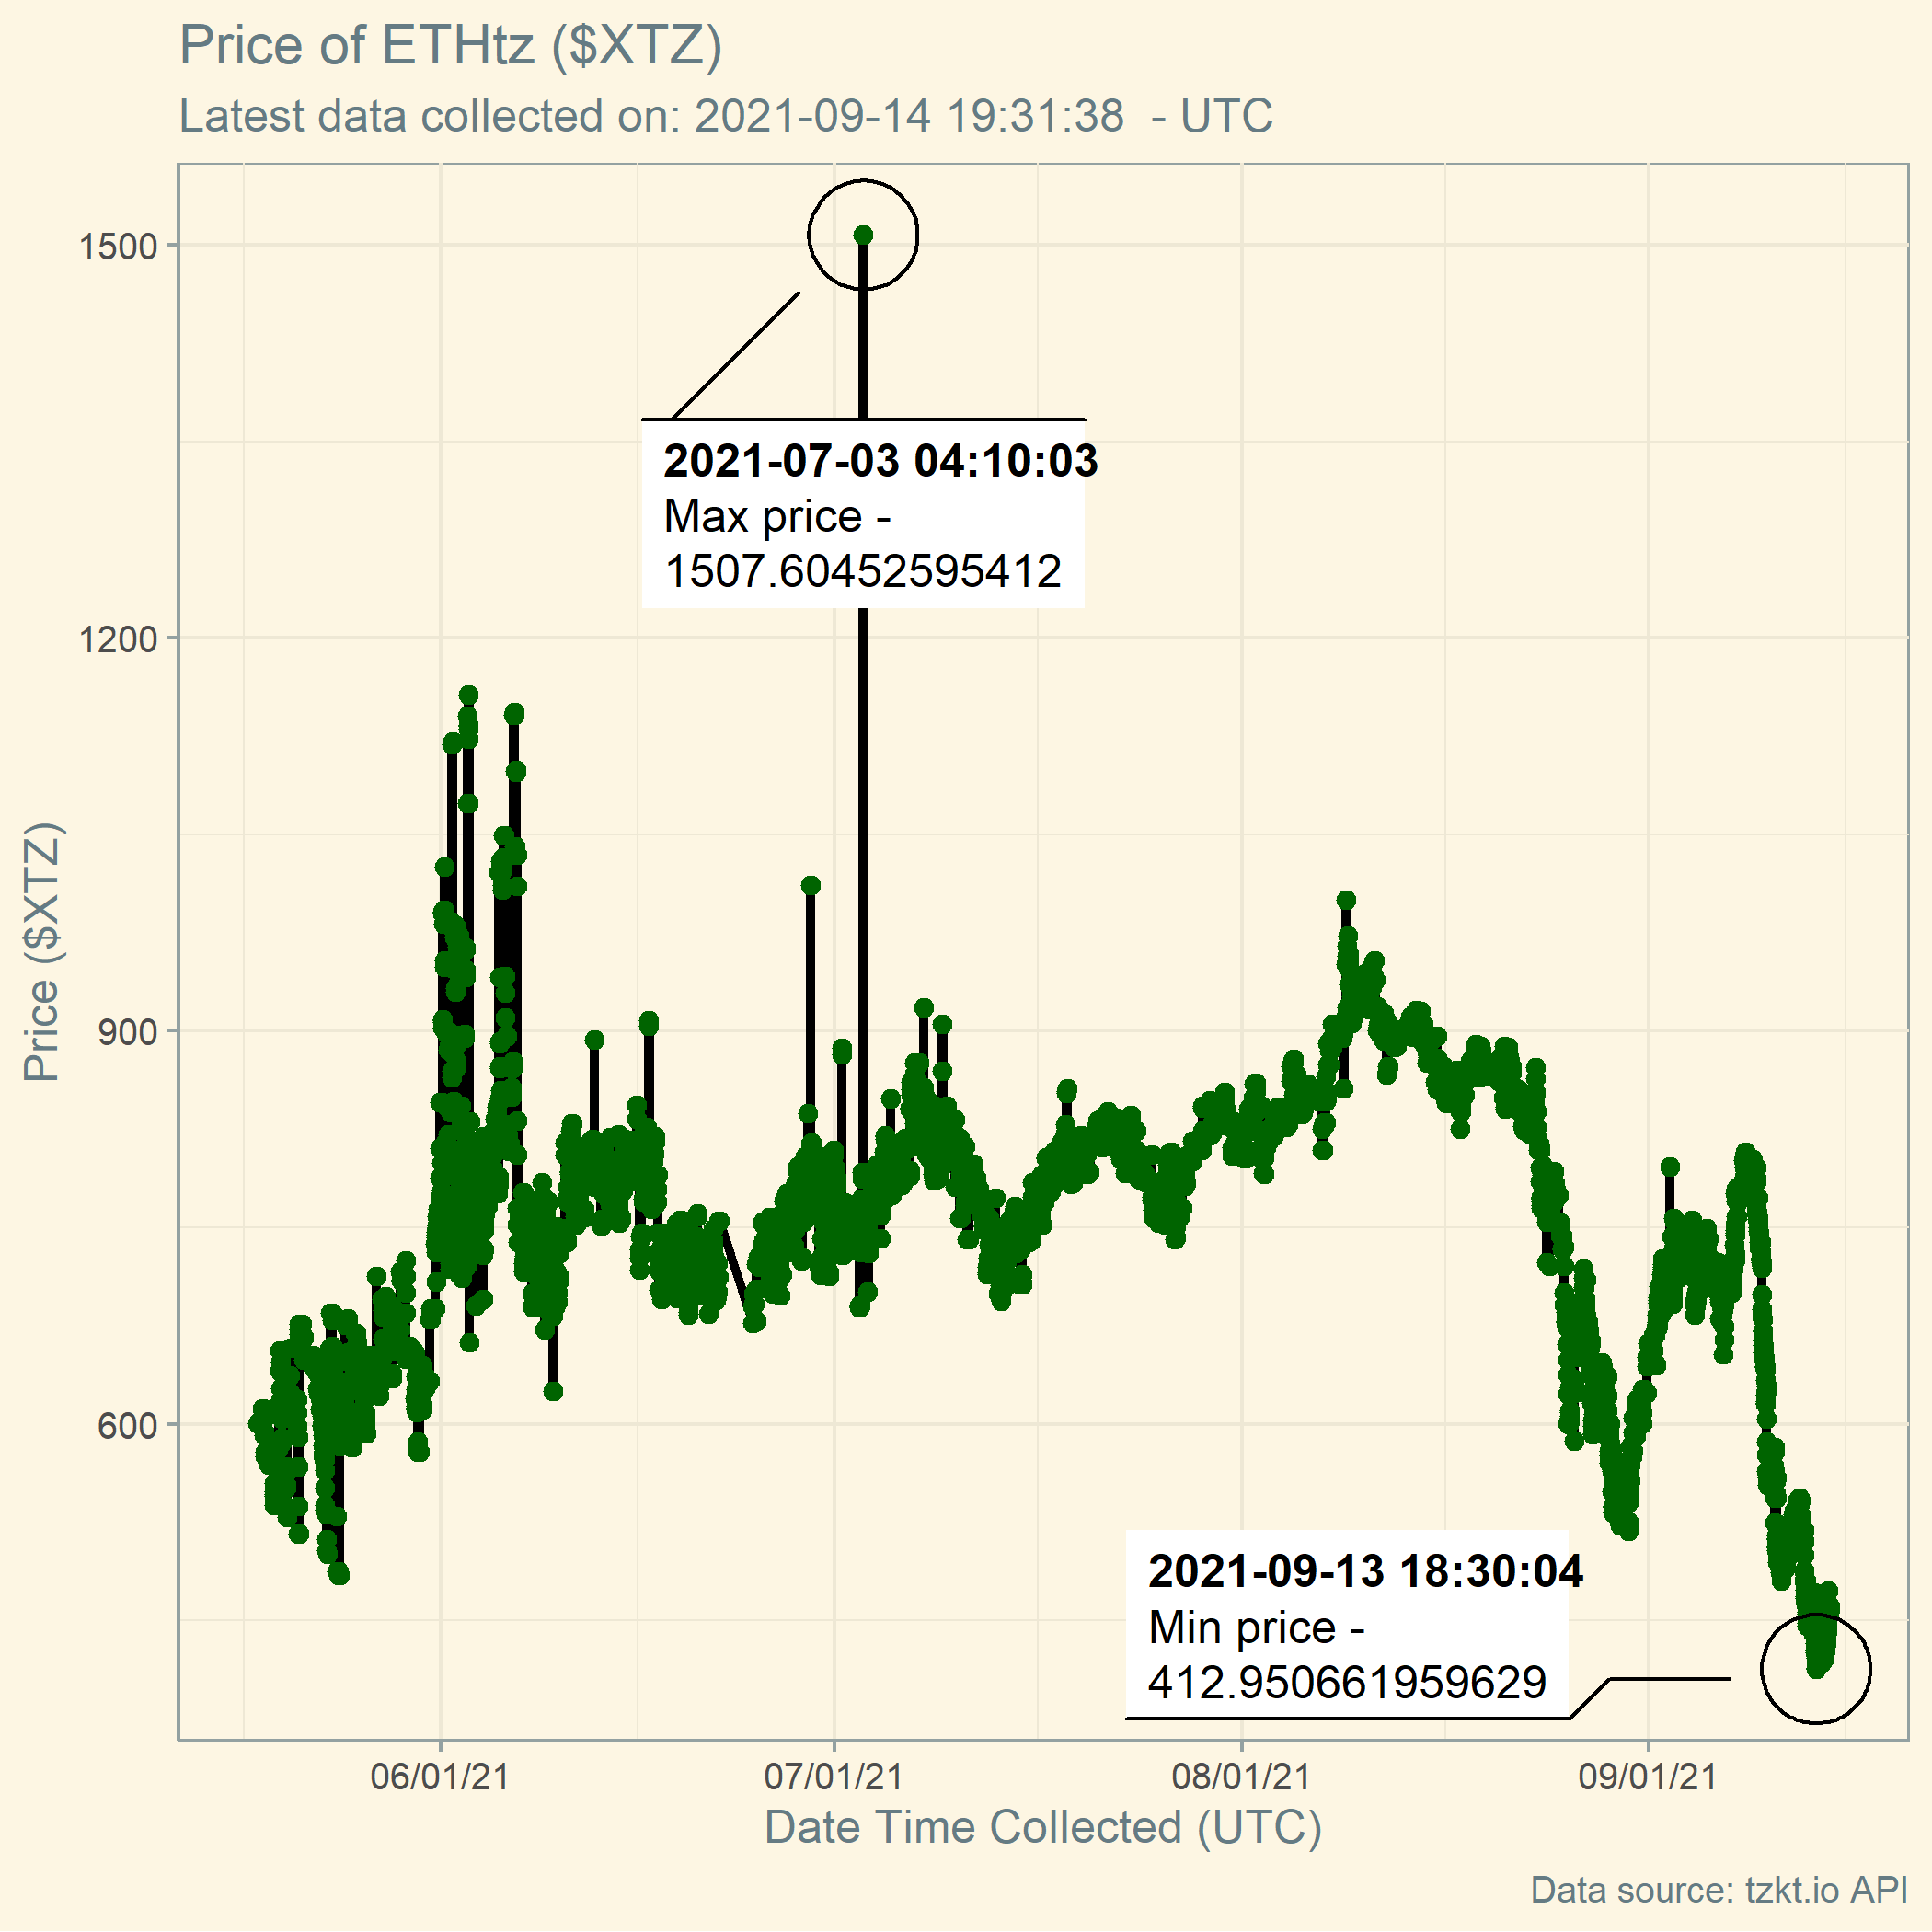 Price of ETHtz ($XTZ)
Latest data collected on: 2021-09-14 19:31:38  - UTC
1500
1200
900
600
Price ($XTZ)
2021-07-03 04:10:03
Max price -
1507.60452595412
2021-09-13 18:30:04
Min price -
412.950661959629
06/01/21
07/01/21
08/01/21
09/01/21
Date Time Collected (UTC)
Data source: tzkt.io API